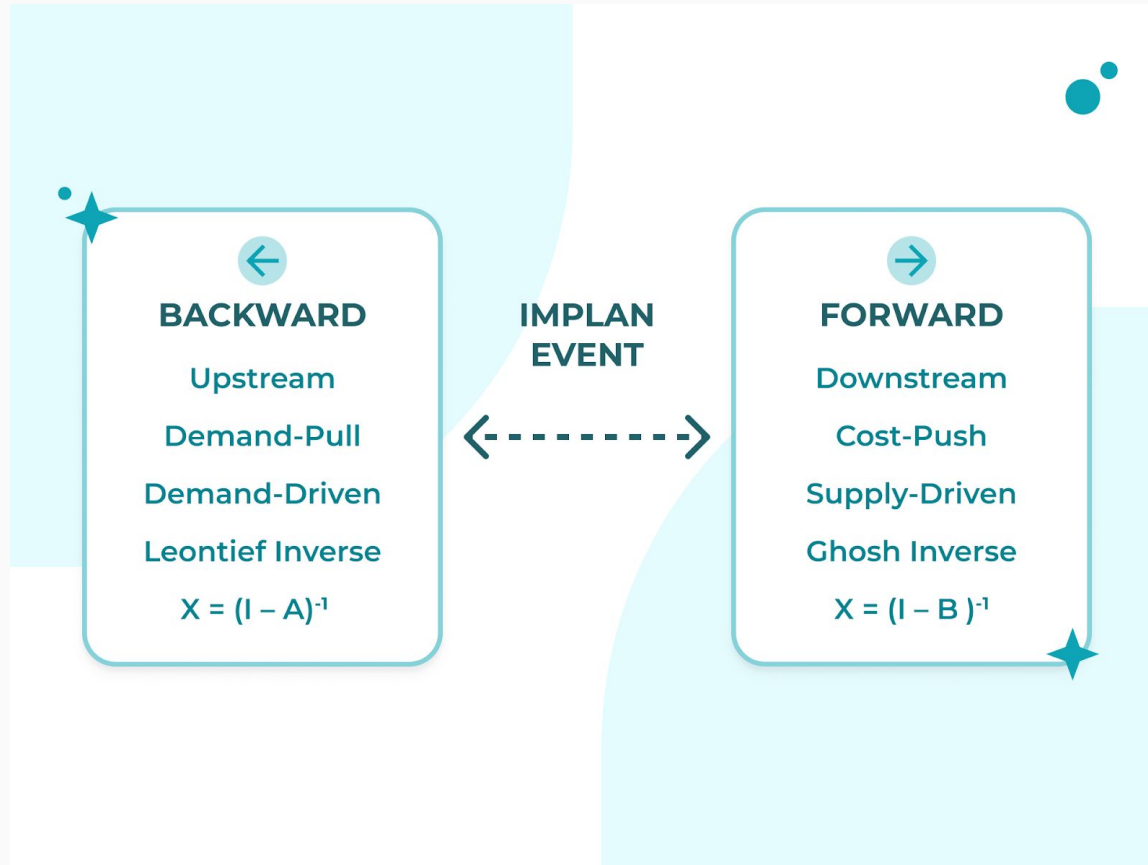 BACKWARD
Upstream
Demand-Pull
Demand-Driven
Leontief Inverse
X = (I – A)⁻¹
IMPLAN
EVENT
FORWARD
Downstream
Cost-Push
Supply-Driven
Ghosh Inverse
X = (I – B )⁻¹